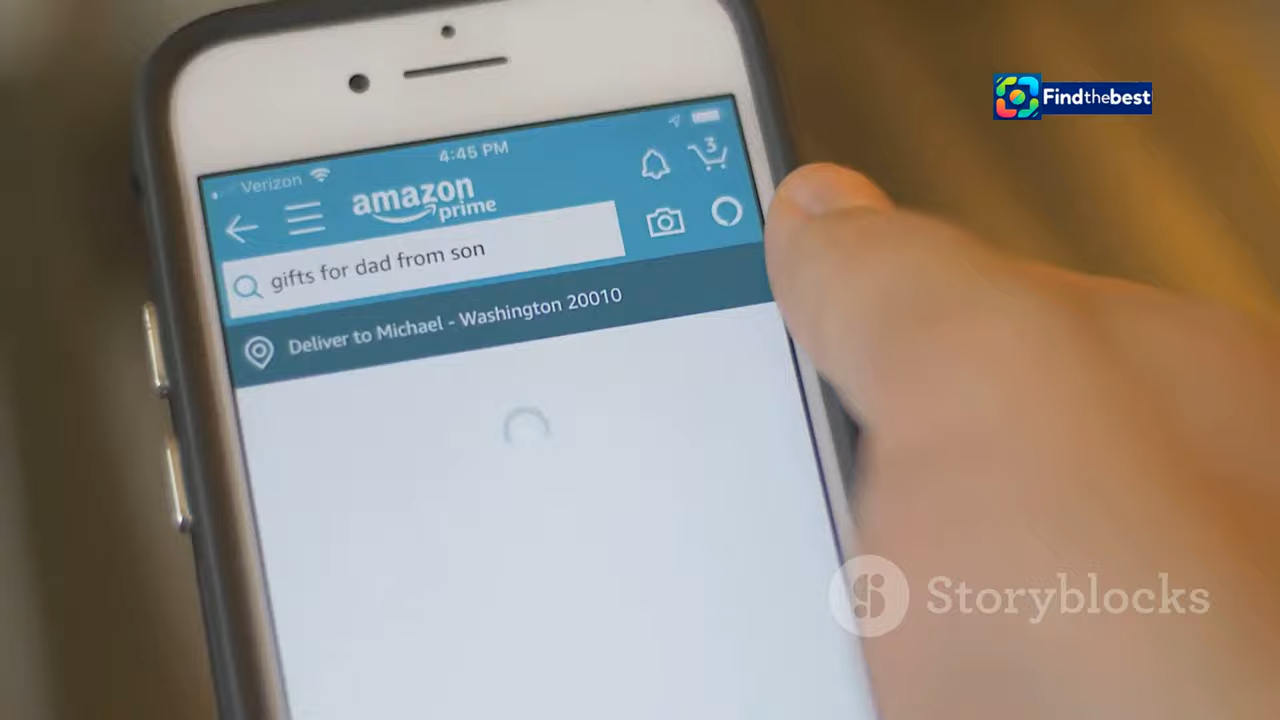 Findthebest
Verizon
4:45 PM
3
amazon
prime
gifts for dad from son
Deliver to Michael - Washington 20010
Storyblocks